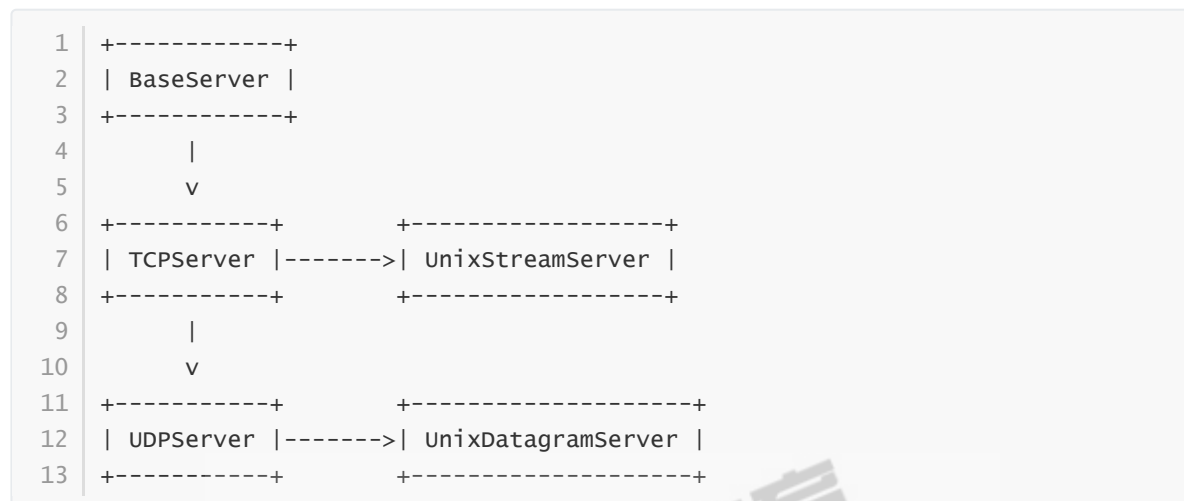 1 +------------+
2 | BaseServer |
3 +------------+
4       |
5       v
6 +-----------+        +------------------+
7 | TCPServer |------->| UnixStreamServer |
8 +-----------+        +------------------+
9       |
10       v
11 +-----------+        +--------------------+
12 | UDPServer |------->| UnixDatagramServer |
13 +-----------+        +--------------------+